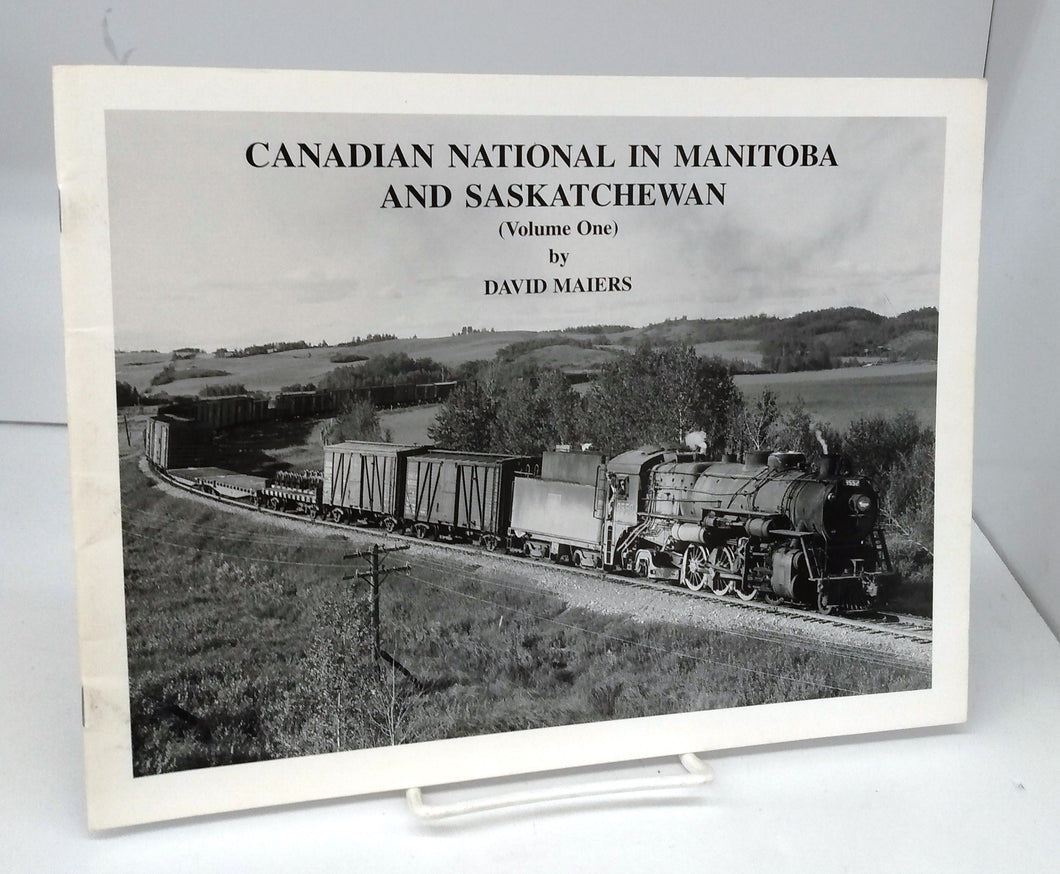 CANADIAN NATIONAL IN MANITOBA
AND SASKATCHEWAN
(Volume One)
by
DAVID MAIERS